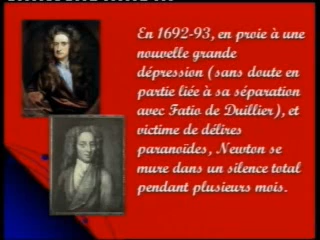 En 1692-93, en proie à une
nouvelle grande
dépression (sans doute en
partie liée à sa séparation
avec Fatio de Duillier), et
victime de délires
paranoïdes, Newton se
mure dans un silence total
pendant plusieurs mois.